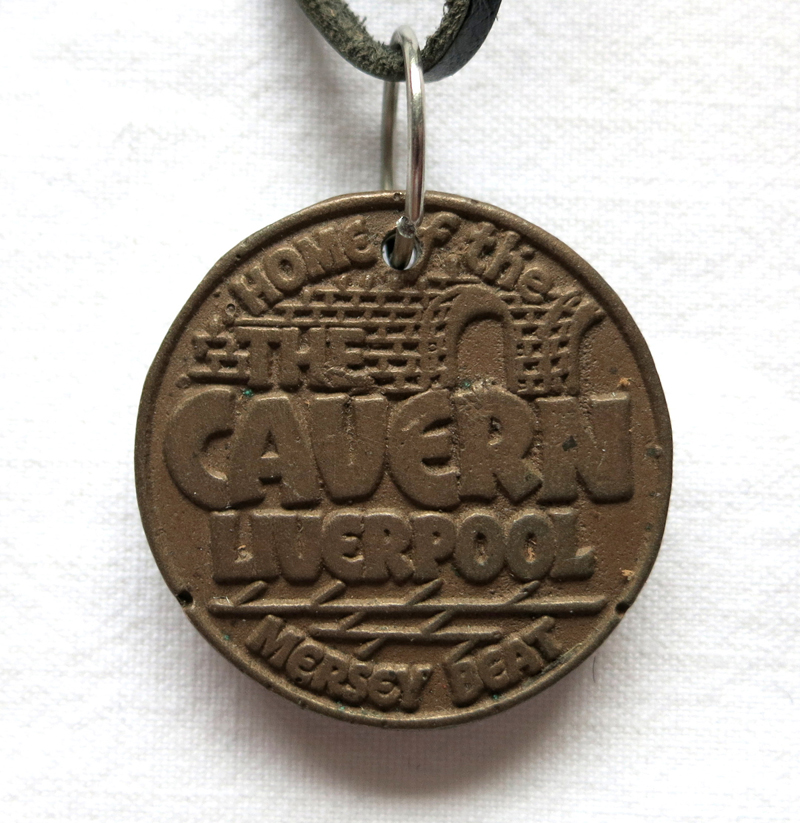 HOME of the
THE
CAVERN
LIVERPOOL
MERSEY BEAT